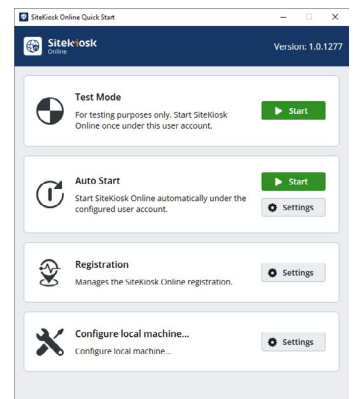 SiteKiosk Online Quick Start
Sitekiosk
Online
Version: 1.0.1277
Test Mode
For testing purposes only. Start SiteKiosk
Online once under this user account.
Start
Auto Start
Start SiteKiosk Online automatically under the
configured user account.
Start
Settings
Registration
Manages the SiteKiosk Online registration.
Settings
Configure local machine...
Configure local machine...
Settings